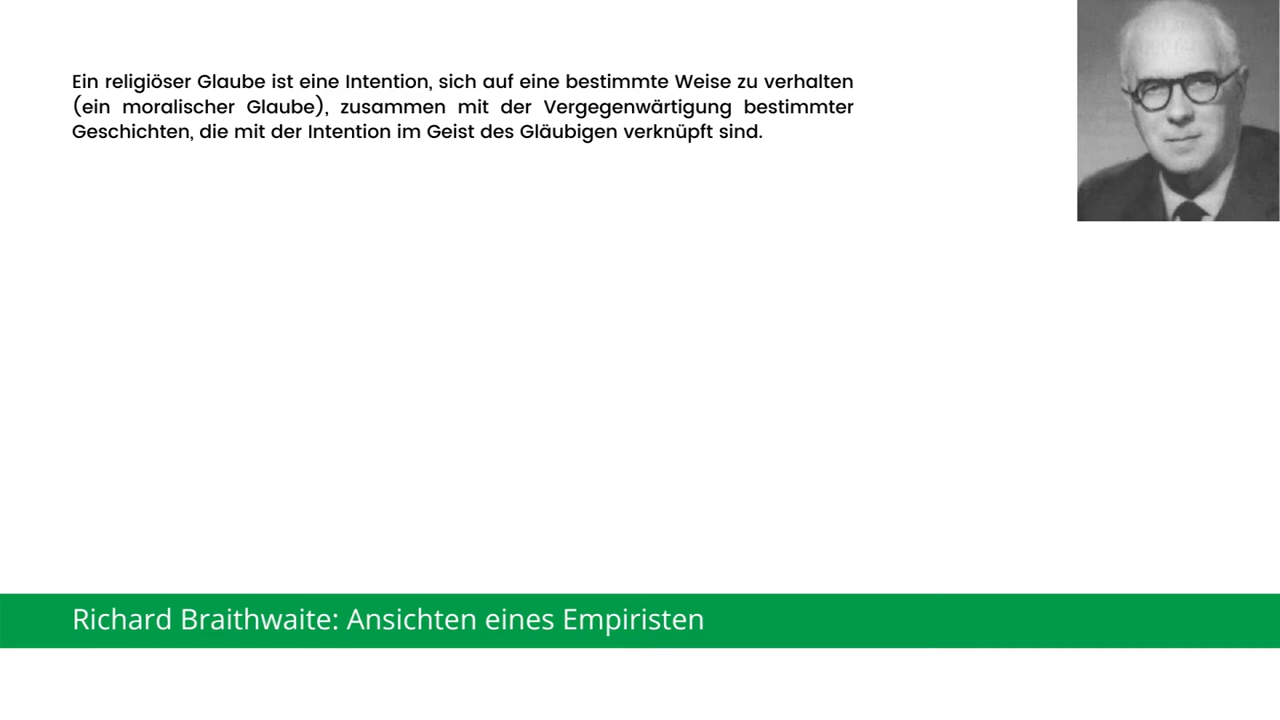 Ein religiöser Glaube ist eine Intention, sich auf eine bestimmte Weise zu verhalten
(ein moralischer Glaube), zusammen mit der Vergegenwärtigung bestimmter
Geschichten, die mit der Intention im Geist des Gläubigen verknüpft sind.
Richard Braithwaite: Ansichten eines Empiristen